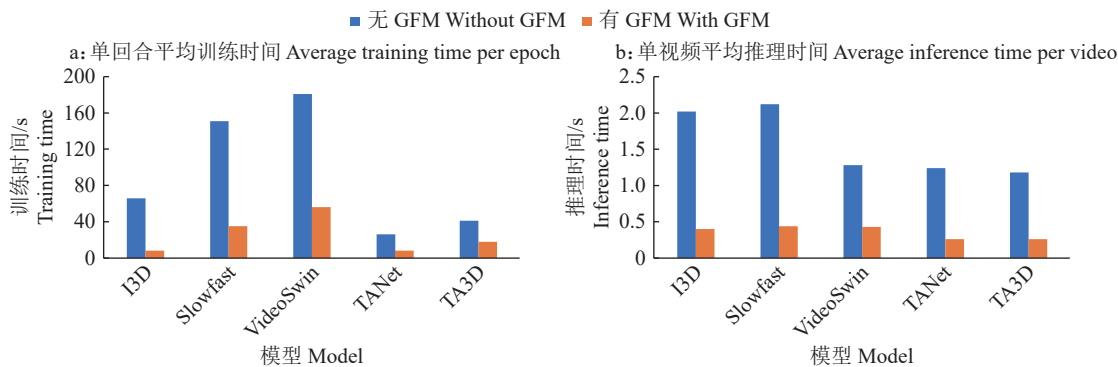 ■ 无 GFM Without GFM ■ 有 GFM With GFM
a: 单回合平均训练时间 Average training time per epoch
200
160
120
80
40
0
训练时间/s
Training time
I3D
Slowfast
VideoSwin
TANet
TA3D
模型 Model
b: 单视频平均推理时间 Average inference time per video
2.5
2.0
1.5
1.0
0.5
0
推理时间/s
Inference time
I3D
Slowfast
VideoSwin
TANet
TA3D
模型 Model